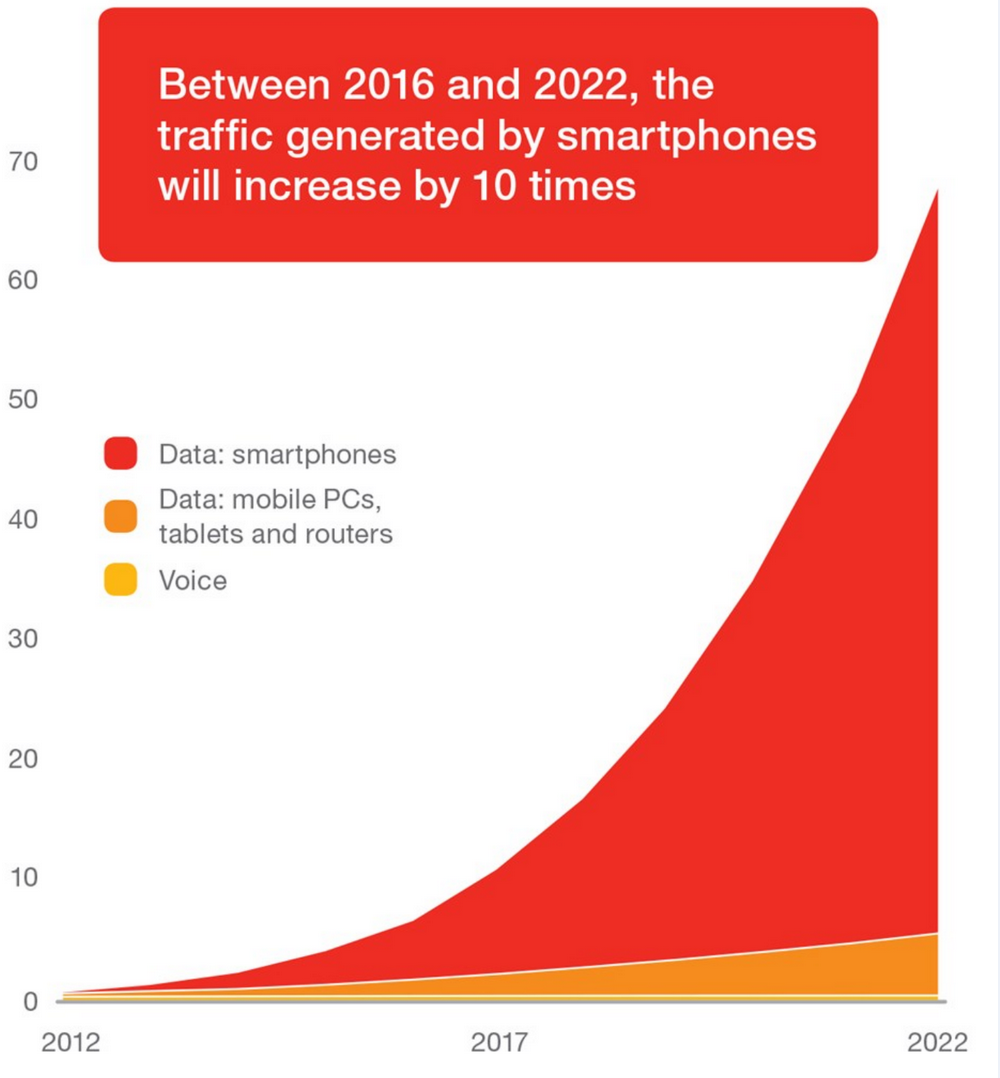 Between 2016 and 2022, the
traffic generated by smartphones
will increase by 10 times
70
60
50
40
30
20
10
0
Data: smartphones
Data: mobile PCs,
tablets and routers
Voice
2012
2017
2022